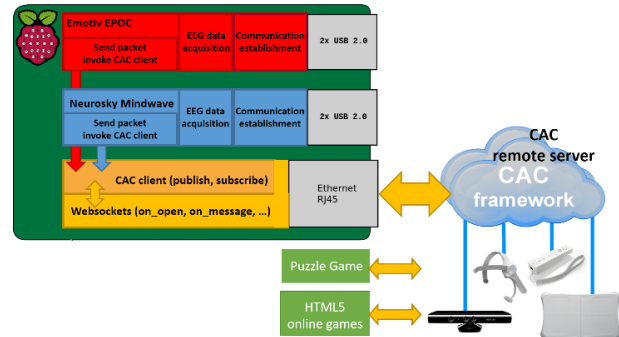 Emotiv EPOC
Send packet
invoke CAC client
EEG data
acquisition
Communication
establishment
2x USB 2.0
Neurosky Mindwave
Send packet
invoke CAC client
EEG data
acquisition
Communication
establishment
2x USB 2.0
CAC client (publish, subscribe)
Websockets (on_open, on_message, ...)
Ethernet
RJ45
CAC
remote server
CAC
framework
Puzzle Game
HTML5
online games